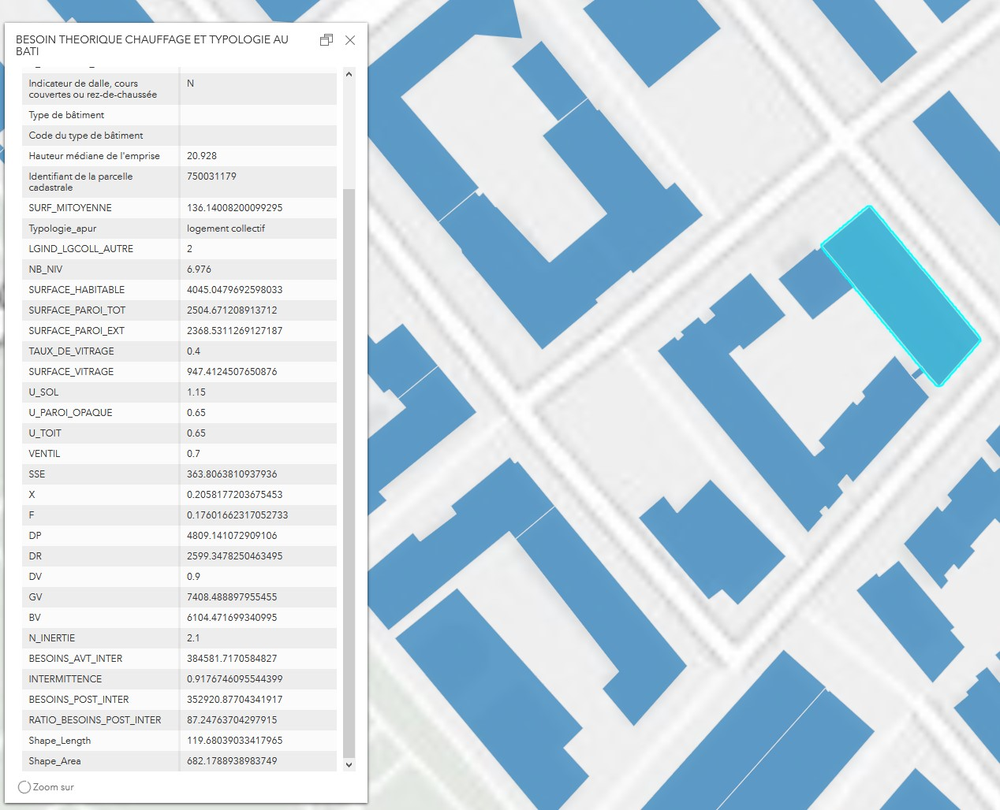 BESOIN THEORIQUE CHAUFFAGE ET TYPOLOGIE AU
BATI
Indicateur de dalle, cours N
couvertes ou rez-de-chaussée
Type de bâtiment
Code du type de bâtiment
Hauteur médiane de l'emprise 20.928
Identifiant de la parcelle 750031179
cadastrale
SURF_MITOYENNE 136.14008200099295
Typologie_apur logement collectif
LGIND_LGCOLL_AUTRE 2
NB_NIV 6.976
SURFACE_HABITABLE 4045.0479692598033
SURFACE_PAROI_TOT 2504.671208913712
SURFACE_PAROI_EXT 2368.5311269127187
TAUX_DE_VITRAGE 0.4
SURFACE_VITRAGE 947.4124507650876
U_SOL 1.15
U_PAROI_OPAQUE 0.65
U_TOIT 0.65
VENTIL 0.7
SSE 363.8063810937936
X 0.2058177203675453
F 0.17601662317052733
DP 4809.141072909106
DR 2599.3478250463495
DV 0.9
GV 7408.488897955455
BV 6104.471699340995
N_INERTIE 2.1
BESOINS_AVT_INTER 384581.7170584827
INTERMITTENCE 0.9176746095544399
BESOINS_POST_INTER 352920.87704341917
RATIO_BESOINS_POST_INTER 87.24763704297915
Shape_Length 119.68039033417965
Shape_Area 682.1788938983749
Zoom sur